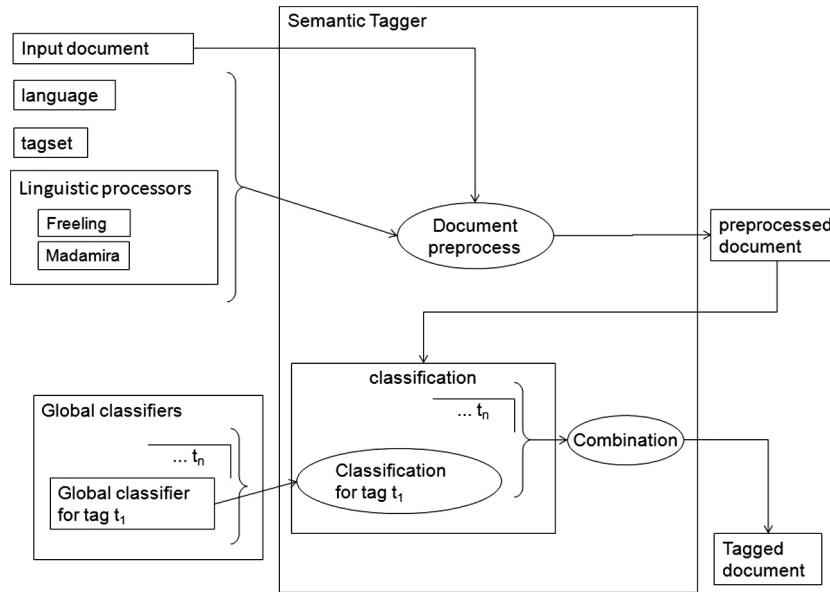 Semantic Tagger
Input document
language
tagset
Linguistic processors
Freeling
Madamira
Document
preprocess
preprocessed
document
classification
... tn
Classification
for tag t1
Combination
Global classifiers
... tn
Global classifier
for tag t1
Tagged
document